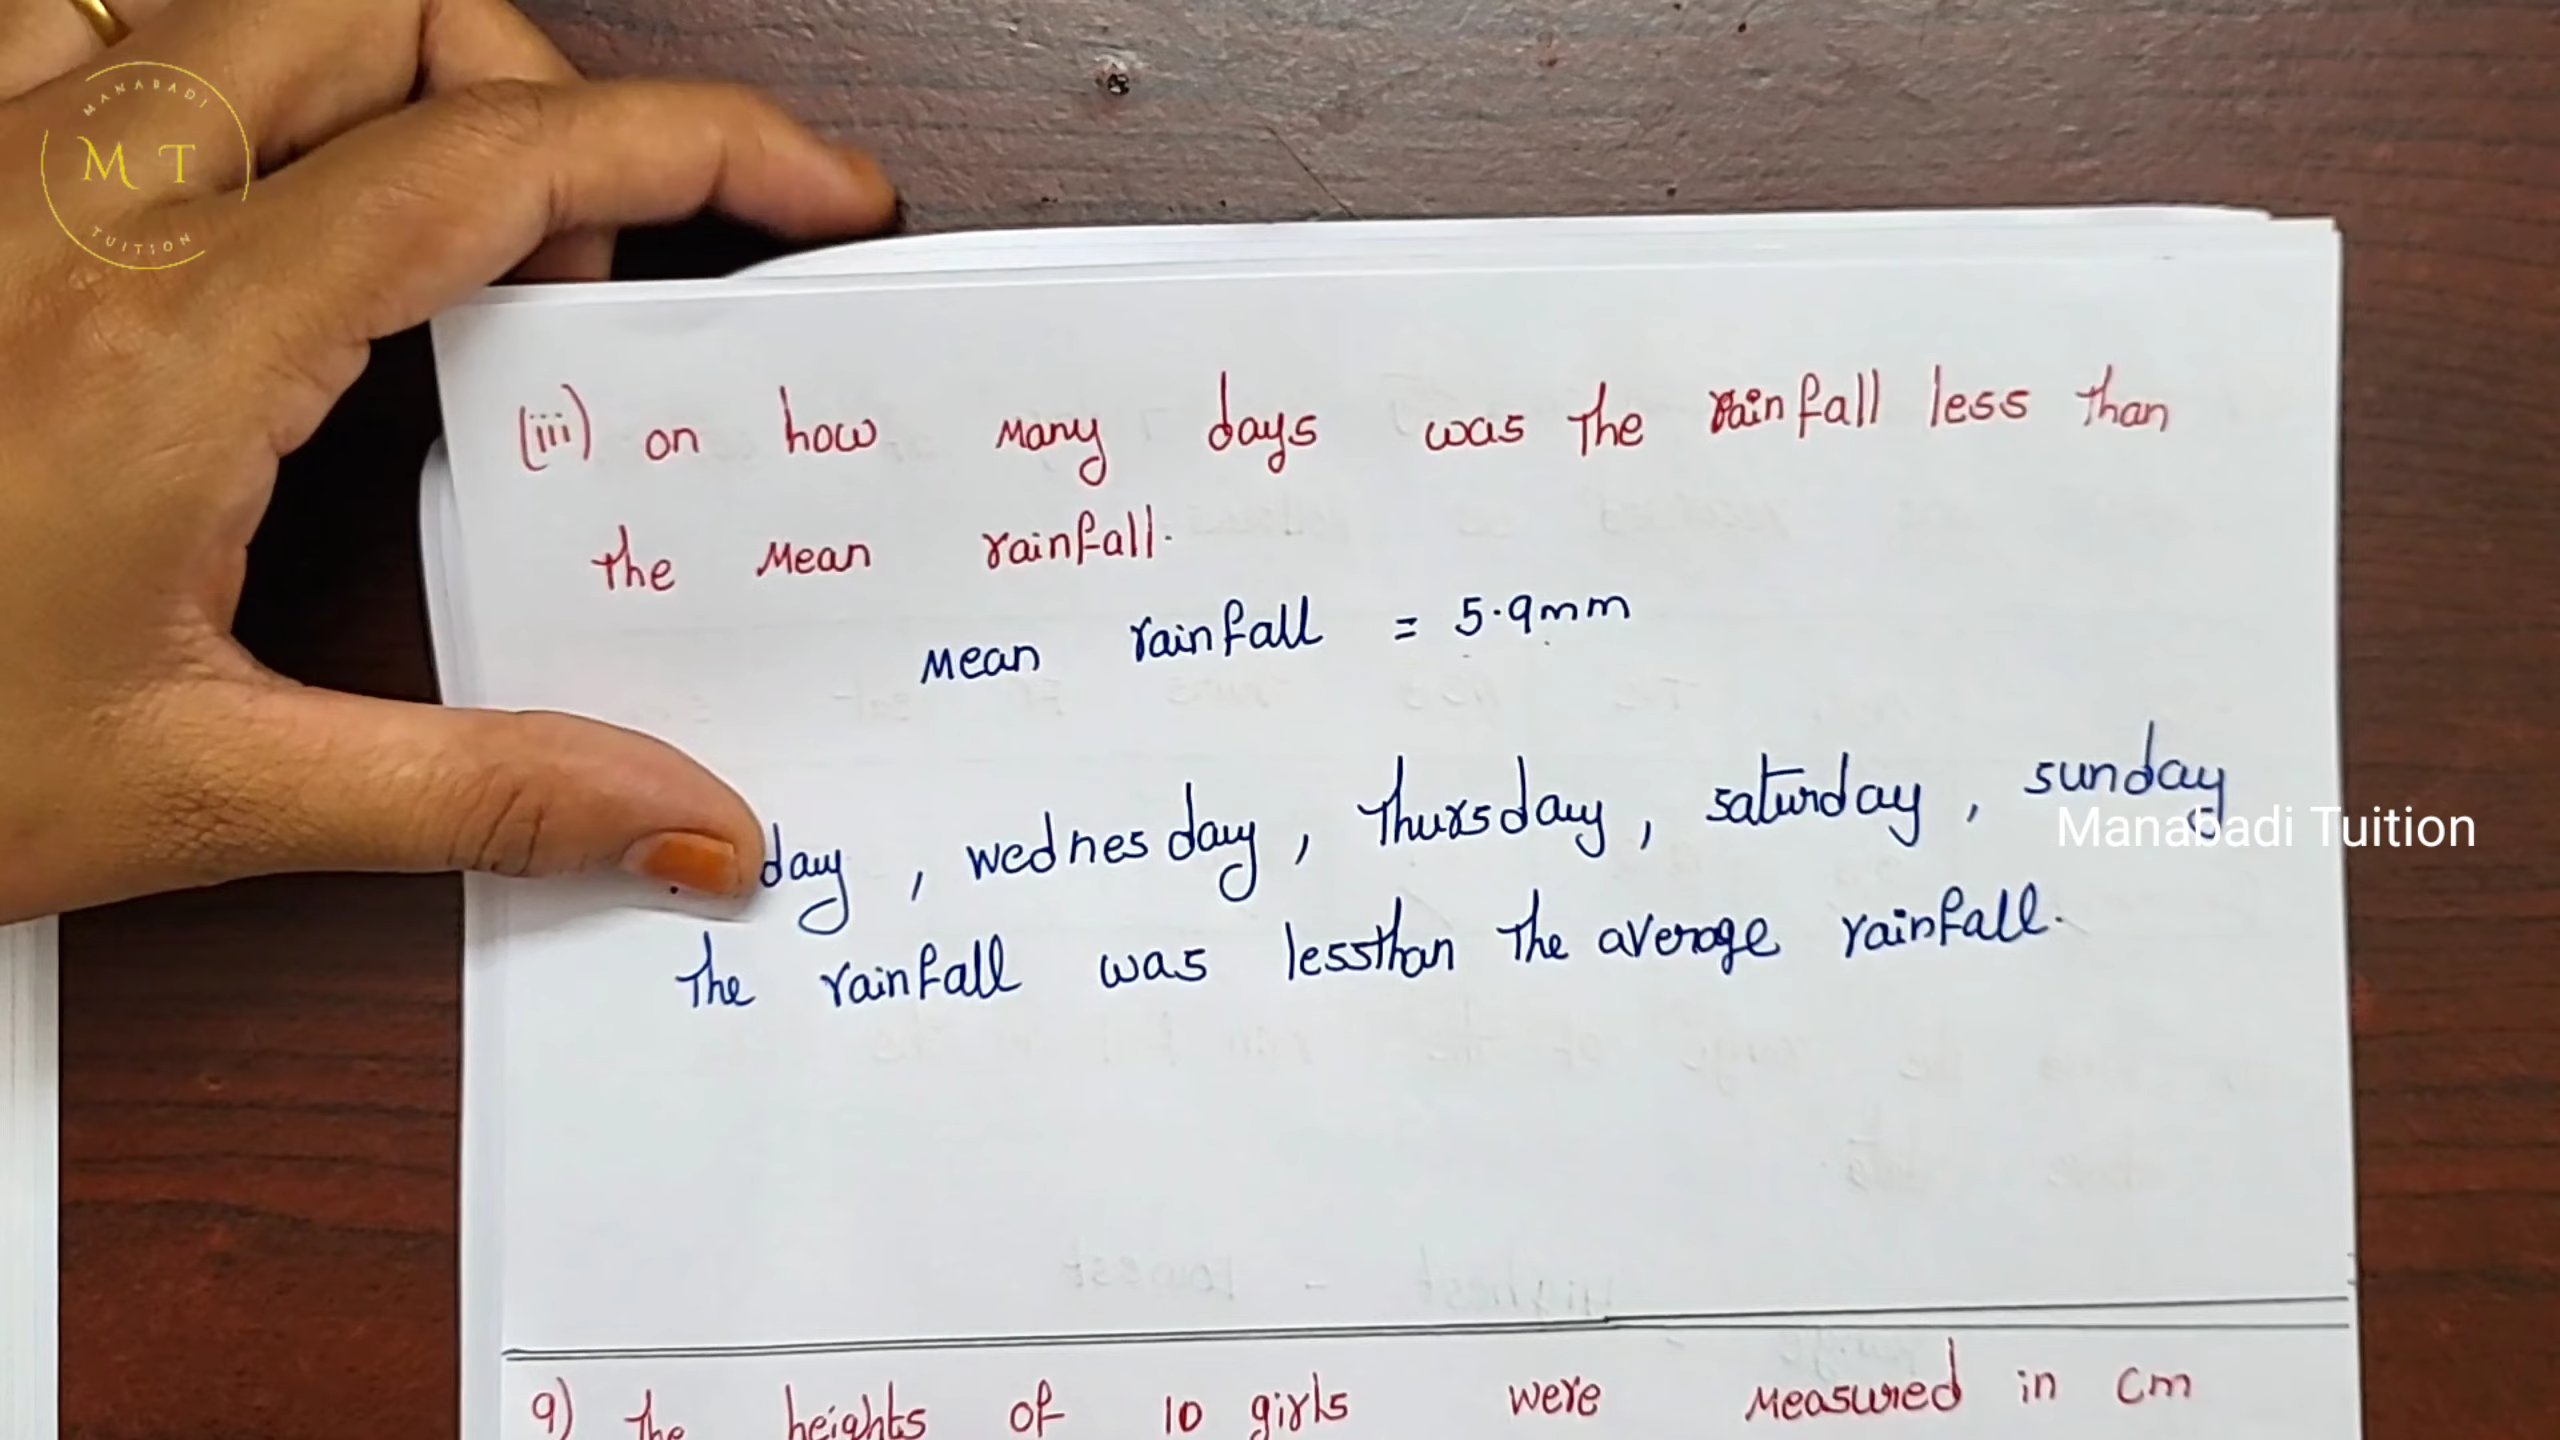 MANABADI
M T
TUITION
(iii) on how many days was the rainfall less than
the Mean rainfall.
Mean rainfall = 5.9mm
day , wednesday , Thursday , saturday , sunday
Manabadi Tuition
The rainfall was lessthan the average rainfall.
9) The heights of 10 girls were Measured in cm